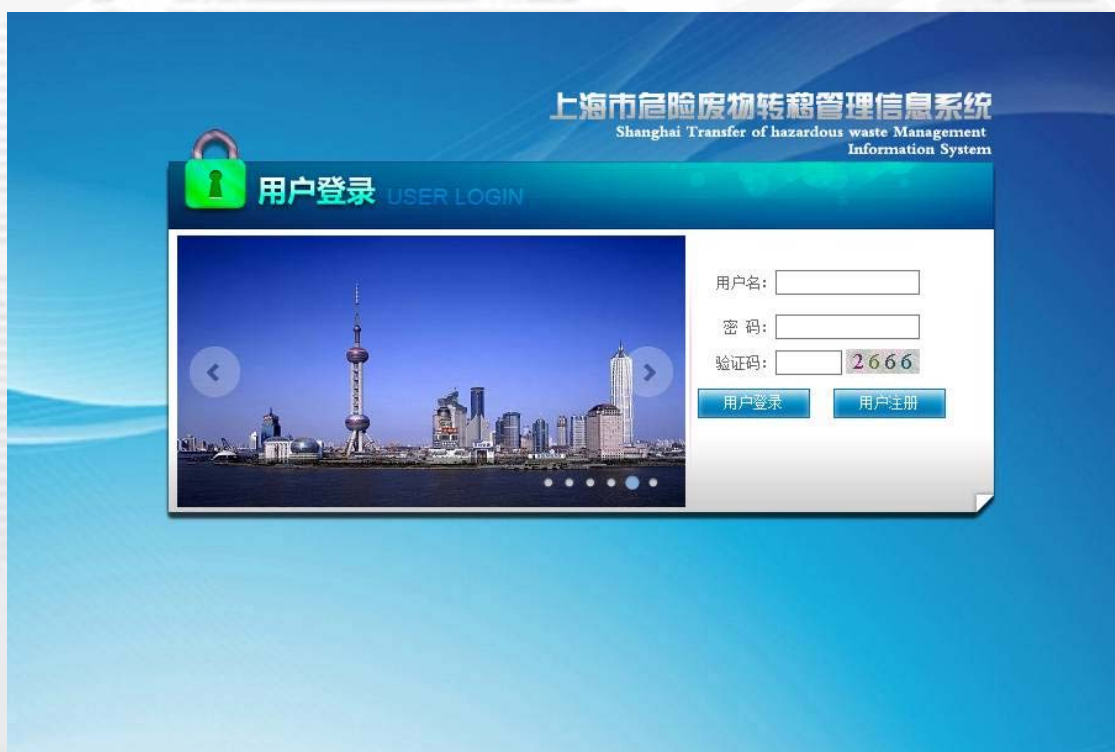 上海市危险废物转移管理信息系统
Shanghai Transfer of hazardous waste Management
Information System
用户登录 USER LOGIN
用户名:
密 码:
验证码: 2666
用户登录 用户注册